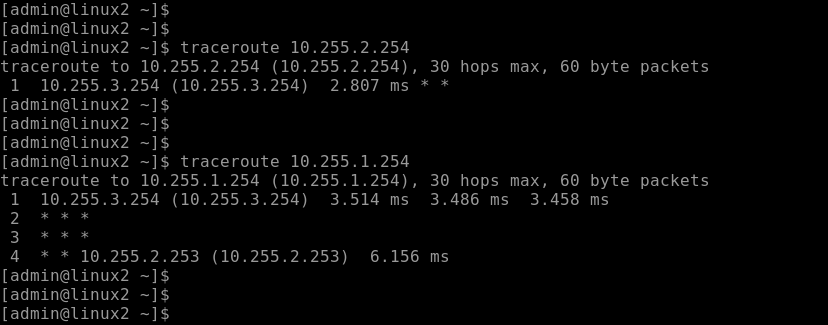 [admin@linux2 ~]$
[admin@linux2 ~]$
[admin@linux2 ~]$ traceroute 10.255.2.254
traceroute to 10.255.2.254 (10.255.2.254), 30 hops max, 60 byte packets
 1  10.255.3.254 (10.255.3.254)  2.807 ms * *
[admin@linux2 ~]$
[admin@linux2 ~]$
[admin@linux2 ~]$
[admin@linux2 ~]$ traceroute 10.255.1.254
traceroute to 10.255.1.254 (10.255.1.254), 30 hops max, 60 byte packets
 1  10.255.3.254 (10.255.3.254)  3.514 ms  3.486 ms  3.458 ms
 2  * * *
 3  * * *
 4  * * 10.255.2.253 (10.255.2.253)  6.156 ms
[admin@linux2 ~]$
[admin@linux2 ~]$
[admin@linux2 ~]$